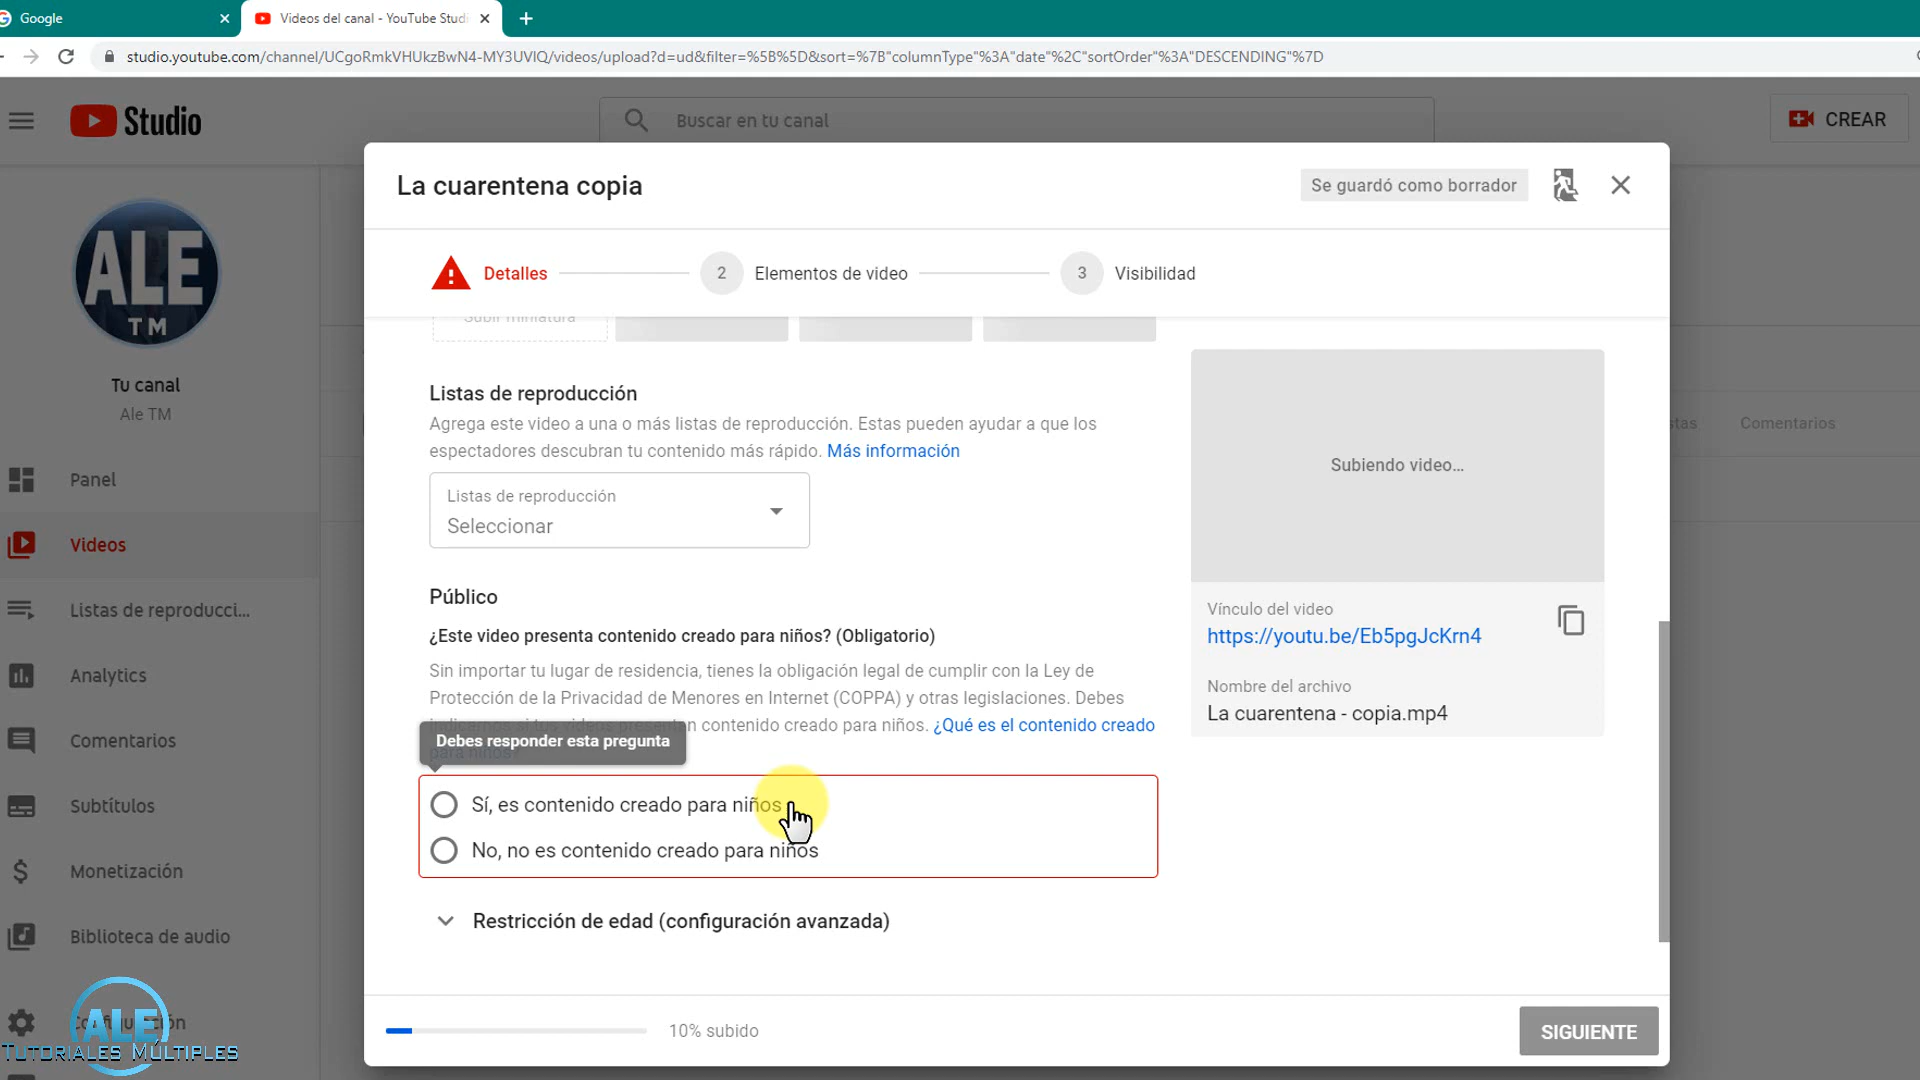 Google
Videos del canal - YouTube Studi
studio.youtube.com/channel/UCgoRmkVHUkzBwN4-MY3UVIQ/videos/upload?d=ud&filter=%5B%5D&sort=%7B"columnType"%3A"date"%2C"sortOrder"%3A"DESCENDING"%7D
Studio
Buscar en tu canal
CREAR
La cuarentena copia
Se guardó como borrador
Detalles
2 Elementos de video
3 Visibilidad
Subir miniatura
ALE
TM
Tu canal
Ale TM
Panel
Videos
Listas de reproducci...
Analytics
Comentarios
Subtítulos
Monetización
Biblioteca de audio
Listas de reproducción
Agrega este video a una o más listas de reproducción. Estas pueden ayudar a que los
espectadores descubran tu contenido más rápido. Más información
Listas de reproducción
Seleccionar
Público
¿Este video presenta contenido creado para niños? (Obligatorio)
Sin importar tu lugar de residencia, tienes la obligación legal de cumplir con la Ley de
Protección de la Privacidad de Menores en Internet (COPPA) y otras legislaciones. Debes
contenido creado para niños. ¿Qué es el contenido creado
Debes responder esta pregunta
Sí, es contenido creado para niños
No, no es contenido creado para niños
Restricción de edad (configuración avanzada)
Subiendo video...
Vínculo del video
https://youtu.be/Eb5pgJcKrn4
Nombre del archivo
La cuarentena - copia.mp4
Comentarios
10% subido
SIGUIENTE
ALE
TUTORIALES MÚLTIPLES